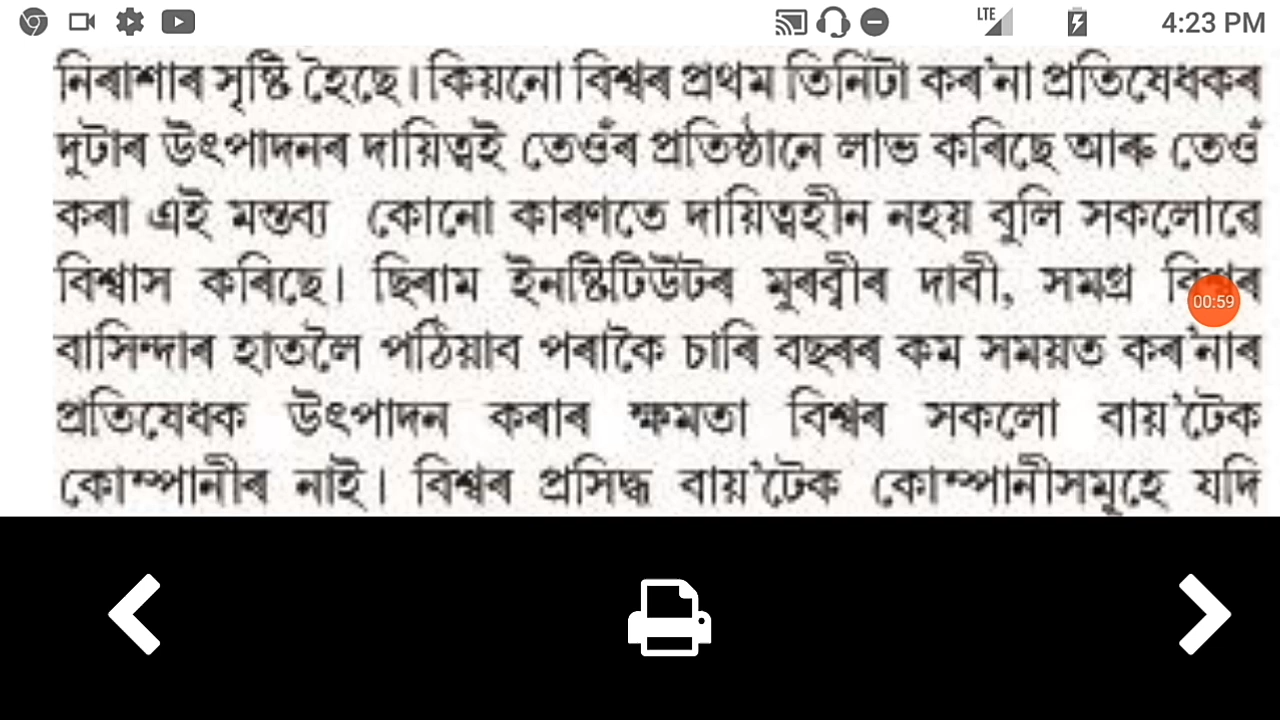 4:23 PM
LTE
নিৰাশাৰ সৃষ্টি হৈছে। কিয়নো বিশ্বৰ প্ৰথম তিনিটা কৰ'না প্ৰতিষেধকৰ
দুটাৰ উৎপাদনৰ দায়িত্বই তেওঁৰ প্ৰতিষ্ঠানে লাভ কৰিছে আৰু তেওঁ
কৰা এই মন্তব্য কোনো কাৰণতে দায়িত্বহীন নহয় বুলি সকলোৱে
বিশ্বাস কৰিছে। ছিৰাম ইনষ্টিটিউটৰ মুৰব্বীৰ দাবী, সমগ্ৰ
00:59
বাসিন্দাৰ হাতলৈ পঠিয়াব পৰাকৈ চাৰি বছৰৰ কম সময়ত কৰ'নাৰ
প্ৰতিষেধক উৎপাদন কৰাৰ ক্ষমতা বিশ্বৰ সকলো বায়'টেক
কোম্পানীৰ নাই। বিশ্বৰ প্ৰসিদ্ধ বায়'টেক কোম্পানীসমূহে যদি